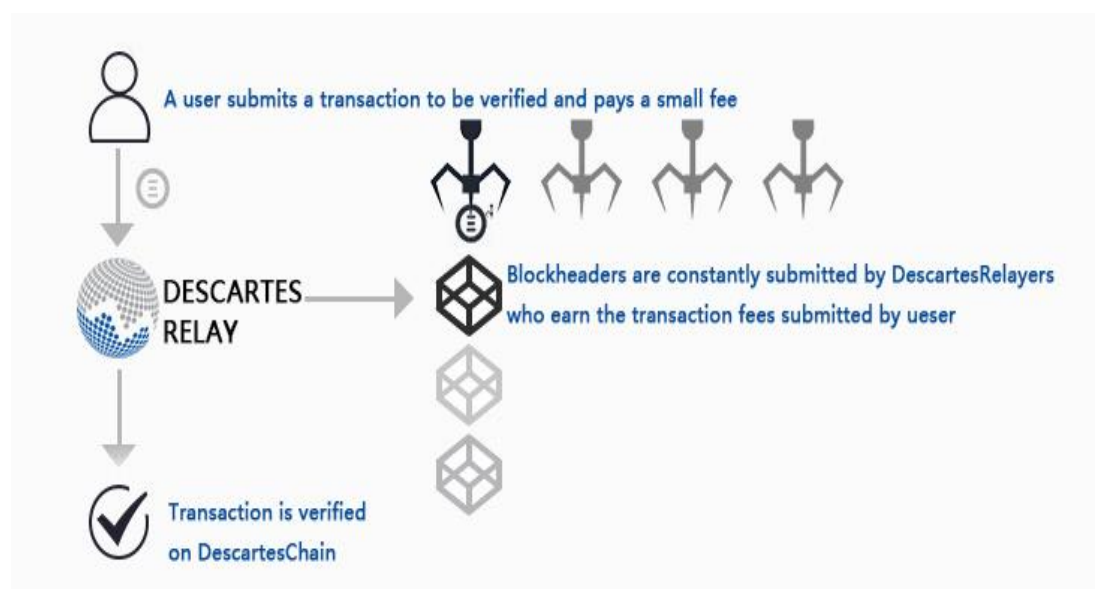 A user submits a transaction to be verified and pays a small fee
DESCARTES
RELAY
Blockheaders are constantly submitted by DescartesRelayers
who earn the transaction fees submitted by ueser
Transaction is verified
on DescartesChain